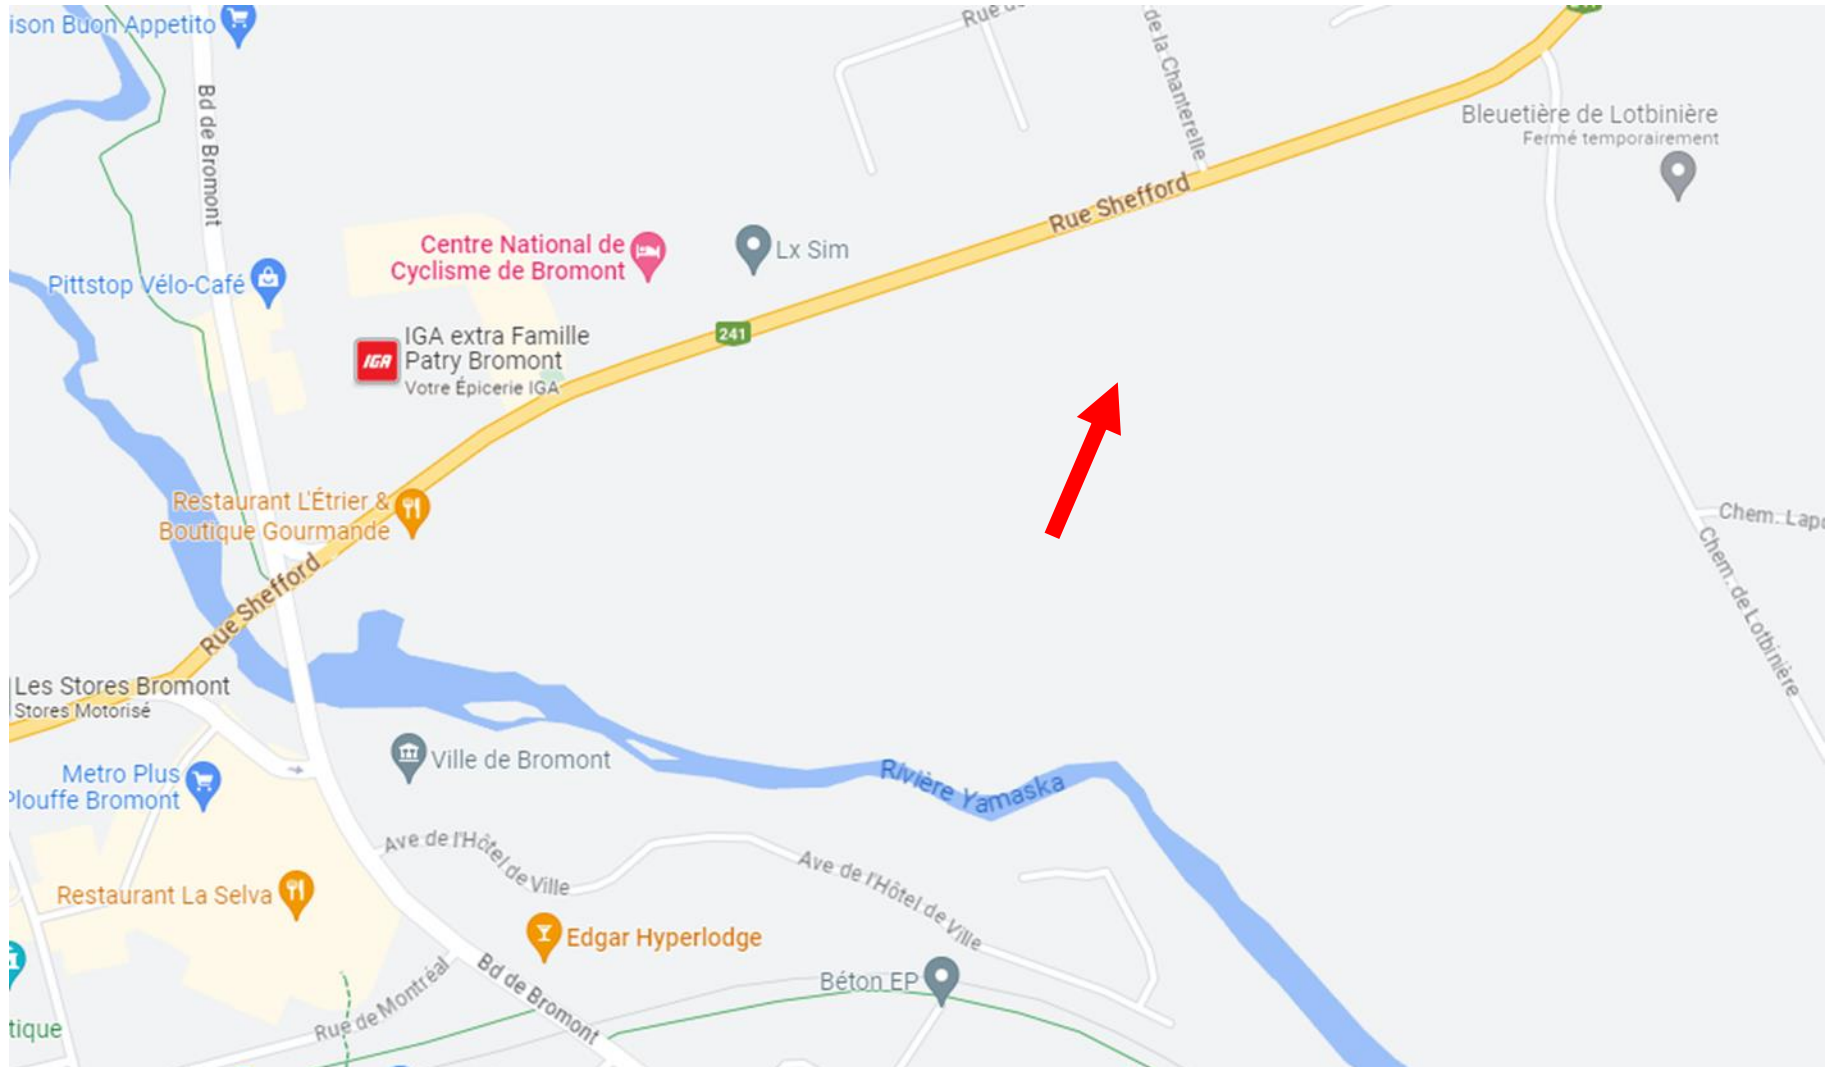 ison Buon Appetito
Rue d
de la Chanterelle
Bd de Bromont
Bleuetière de Lotbinière
Fermé temporairement
Rue Shefford
Centre National de
Cyclisme de Bromont
Lx Sim
Pittstop Vélo-Café
241
IGA
IGA extra Famille
Patry Bromont
Votre Épicerie IGA
Restaurant L'Étrier &
Boutique Gourmande
Chem. Lapo
Chem. de Lotbinière
Rue Shefford
Les Stores Bromont
Stores Motorisé
Ville de Bromont
Metro Plus
Plouffe Bromont
Rivière Yamaska
Ave de l'Hôtel de Ville
Ave de l'Hôtel de Ville
Restaurant La Selva
Edgar Hyperlodge
Béton EP
Bd de Bromont
Rue de Montréal
tique